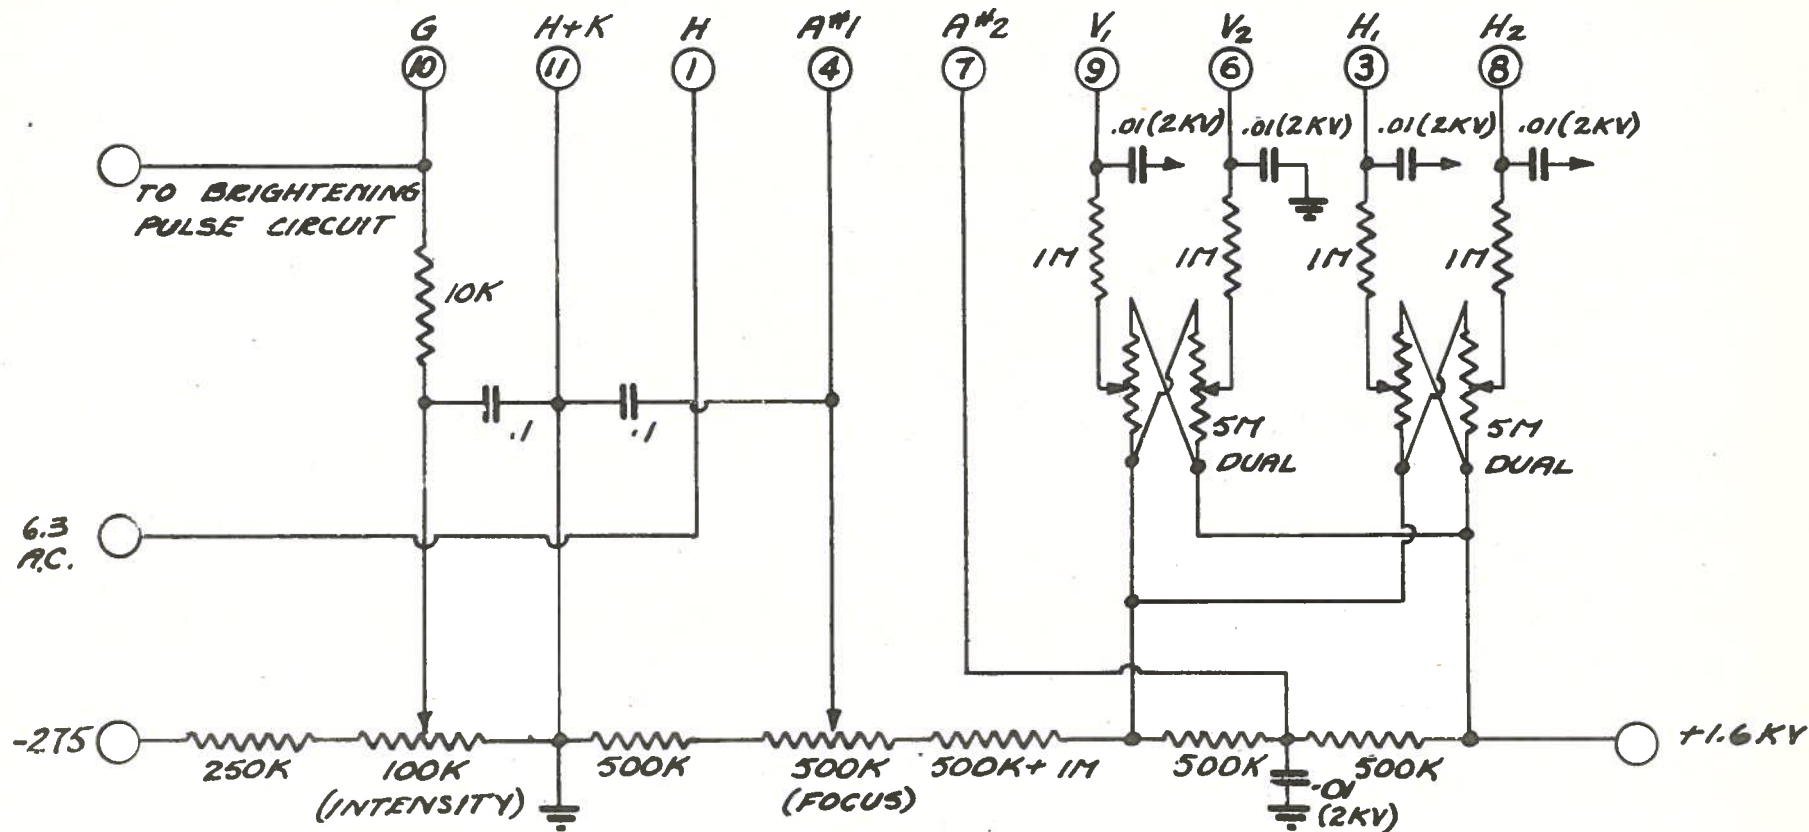 G H+K H A#1 A#2 V1 V2 H1 H2
10 11 1 4 7 9 6 3 8
.01(2KV) .01(2KV) .01(2KV) .01(2KV)
TO BRIGHTENING
PULSE CIRCUIT
1M 1M 1M 1M
10K
5M
DUAL
5M
DUAL
.1 .1
6.3
A.C.
-275
250K 100K 500K 500K 500K+1M 500K 500K
(INTENSITY) (FOCUS)
.01
(2KV)
+1.6KV